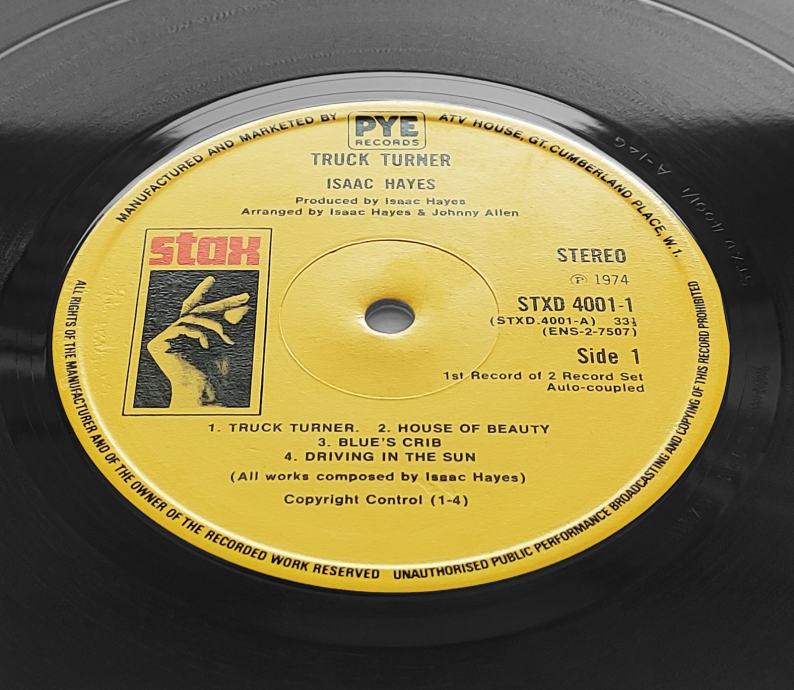 MANUFACTURED AND MARKETED BY PYE RECORDS ATV HOUSE, GT. CUMBERLAND PLACE, W.1.
TRUCK TURNER
ISAAC HAYES
Produced by Isaac Hayes
Arranged by Isaac Hayes & Johnny Allen
stax
STEREO
Ⓟ 1974
STXD 4001-1
(STXD.4001-A) 33⅓
(ENS-2-7507)
Side 1
1st Record of 2 Record Set
Auto-coupled
1. TRUCK TURNER. 2. HOUSE OF BEAUTY
3. BLUE'S CRIB
4. DRIVING IN THE SUN
(All works composed by Isaac Hayes)
Copyright Control (1-4)
ALL RIGHTS OF THE MANUFACTURER AND OF THE OWNER OF THE RECORDED WORK RESERVED UNAUTHORISED PUBLIC PERFORMANCE BROADCASTING AND COPYING OF THIS RECORD PROHIBITED